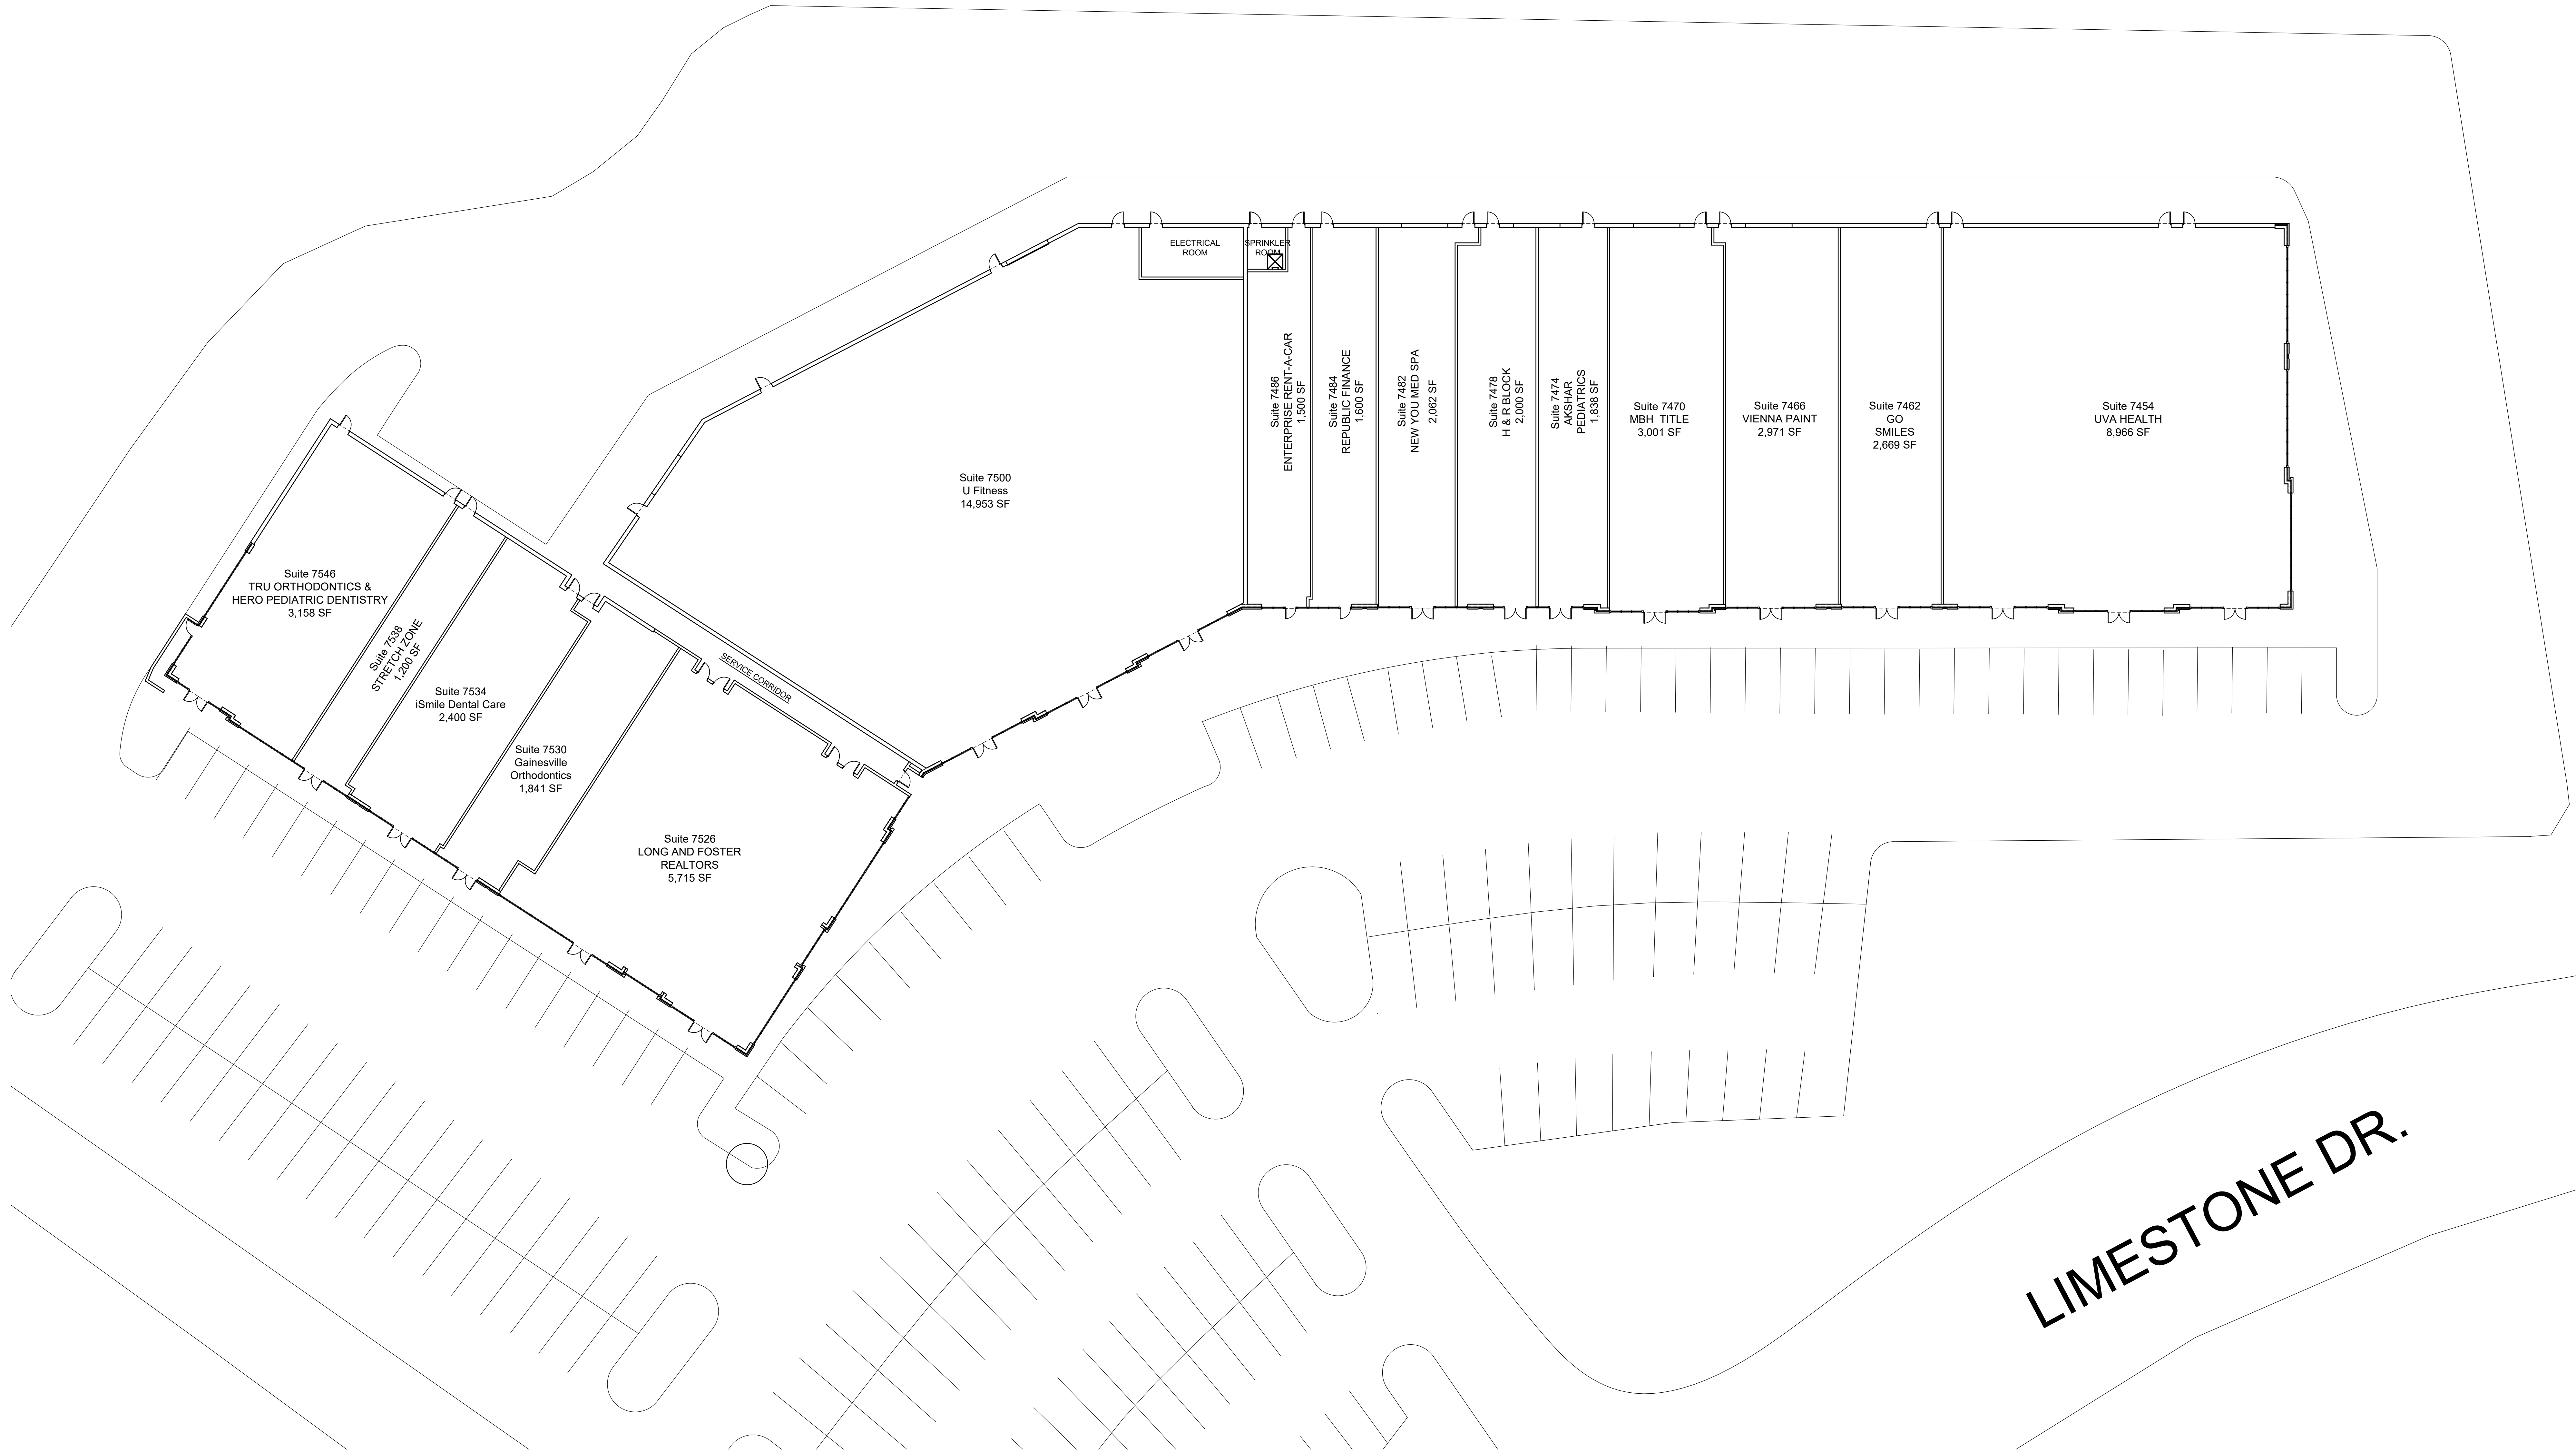 ELECTRICAL
ROOM
SPRINKLER
ROOM
Suite 7486
ENTERPRISE RENT-A-CAR
1,500 SF
Suite 7484
REPUBLIC FINANCE
1,600 SF
Suite 7482
NEW YOU MED SPA
2,062 SF
Suite 7478
H & R BLOCK
2,000 SF
Suite 7474
AKSHAR
PEDIATRICS
1,838 SF
Suite 7470
MBH TITLE
3,001 SF
Suite 7466
VIENNA PAINT
2,971 SF
Suite 7462
GO
SMILES
2,669 SF
Suite 7454
UVA HEALTH
8,966 SF
Suite 7500
U Fitness
14,953 SF
Suite 7546
TRU ORTHODONTICS &
HERO PEDIATRIC DENTISTRY
3,158 SF
Suite 7538
STRETCH ZONE
1,200 SF
Suite 7534
iSmile Dental Care
2,400 SF
SERVICE CORRIDOR
Suite 7530
Gainesville
Orthodontics
1,841 SF
Suite 7526
LONG AND FOSTER
REALTORS
5,715 SF
LIMESTONE DR.